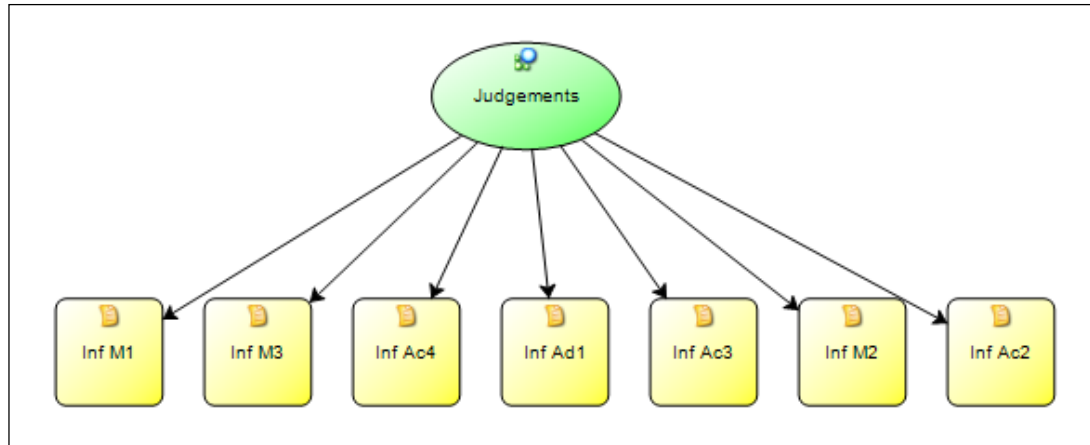 Judgements
Inf M1
Inf M3
Inf Ac4
Inf Ad1
Inf Ac3
Inf M2
Inf Ac2